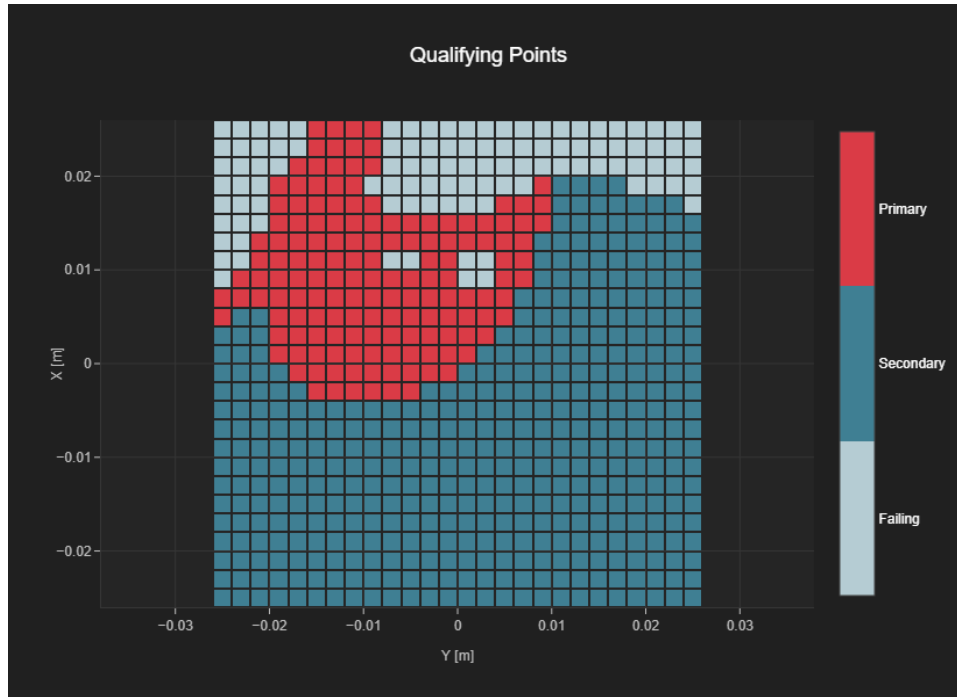 Qualifying Points
0.02
0.01
0
−0.01
−0.02
X [m]
−0.03
−0.02
−0.01
0
0.01
0.02
0.03
Y [m]
Primary
Secondary
Failing